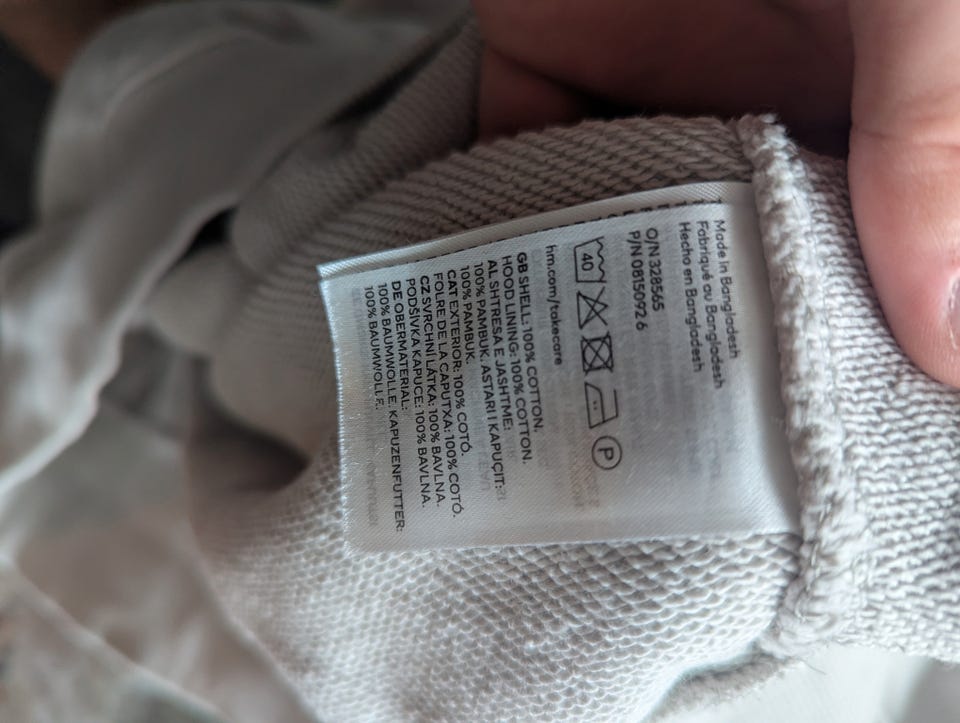 Made in Bangladesh
Fabriqué au Bangladesh
Hecho en Bangladesh
O/N 328565
P/N 08150926
40
P
hm.com/takecare
GB SHELL: 100% COTTON.
HOOD LINING: 100% COTTON.
AL SHTRESA E JASHTME:
100% PAMBUK. ASTARI I KAPUÇIT:
100% PAMBUK.
CAT EXTERIOR: 100% COTÓ.
FOLRE DE LA CAPUTXA: 100% COTÓ.
CZ SVRCHNÍ LÁTKA: 100% BAVLNA.
PODŠÍVKA KAPUCE: 100% BAVLNA.
DE OBERMATERIAL:
100% BAUMWOLLE. KAPUZENFUTTER:
100% BAUMWOLLE.